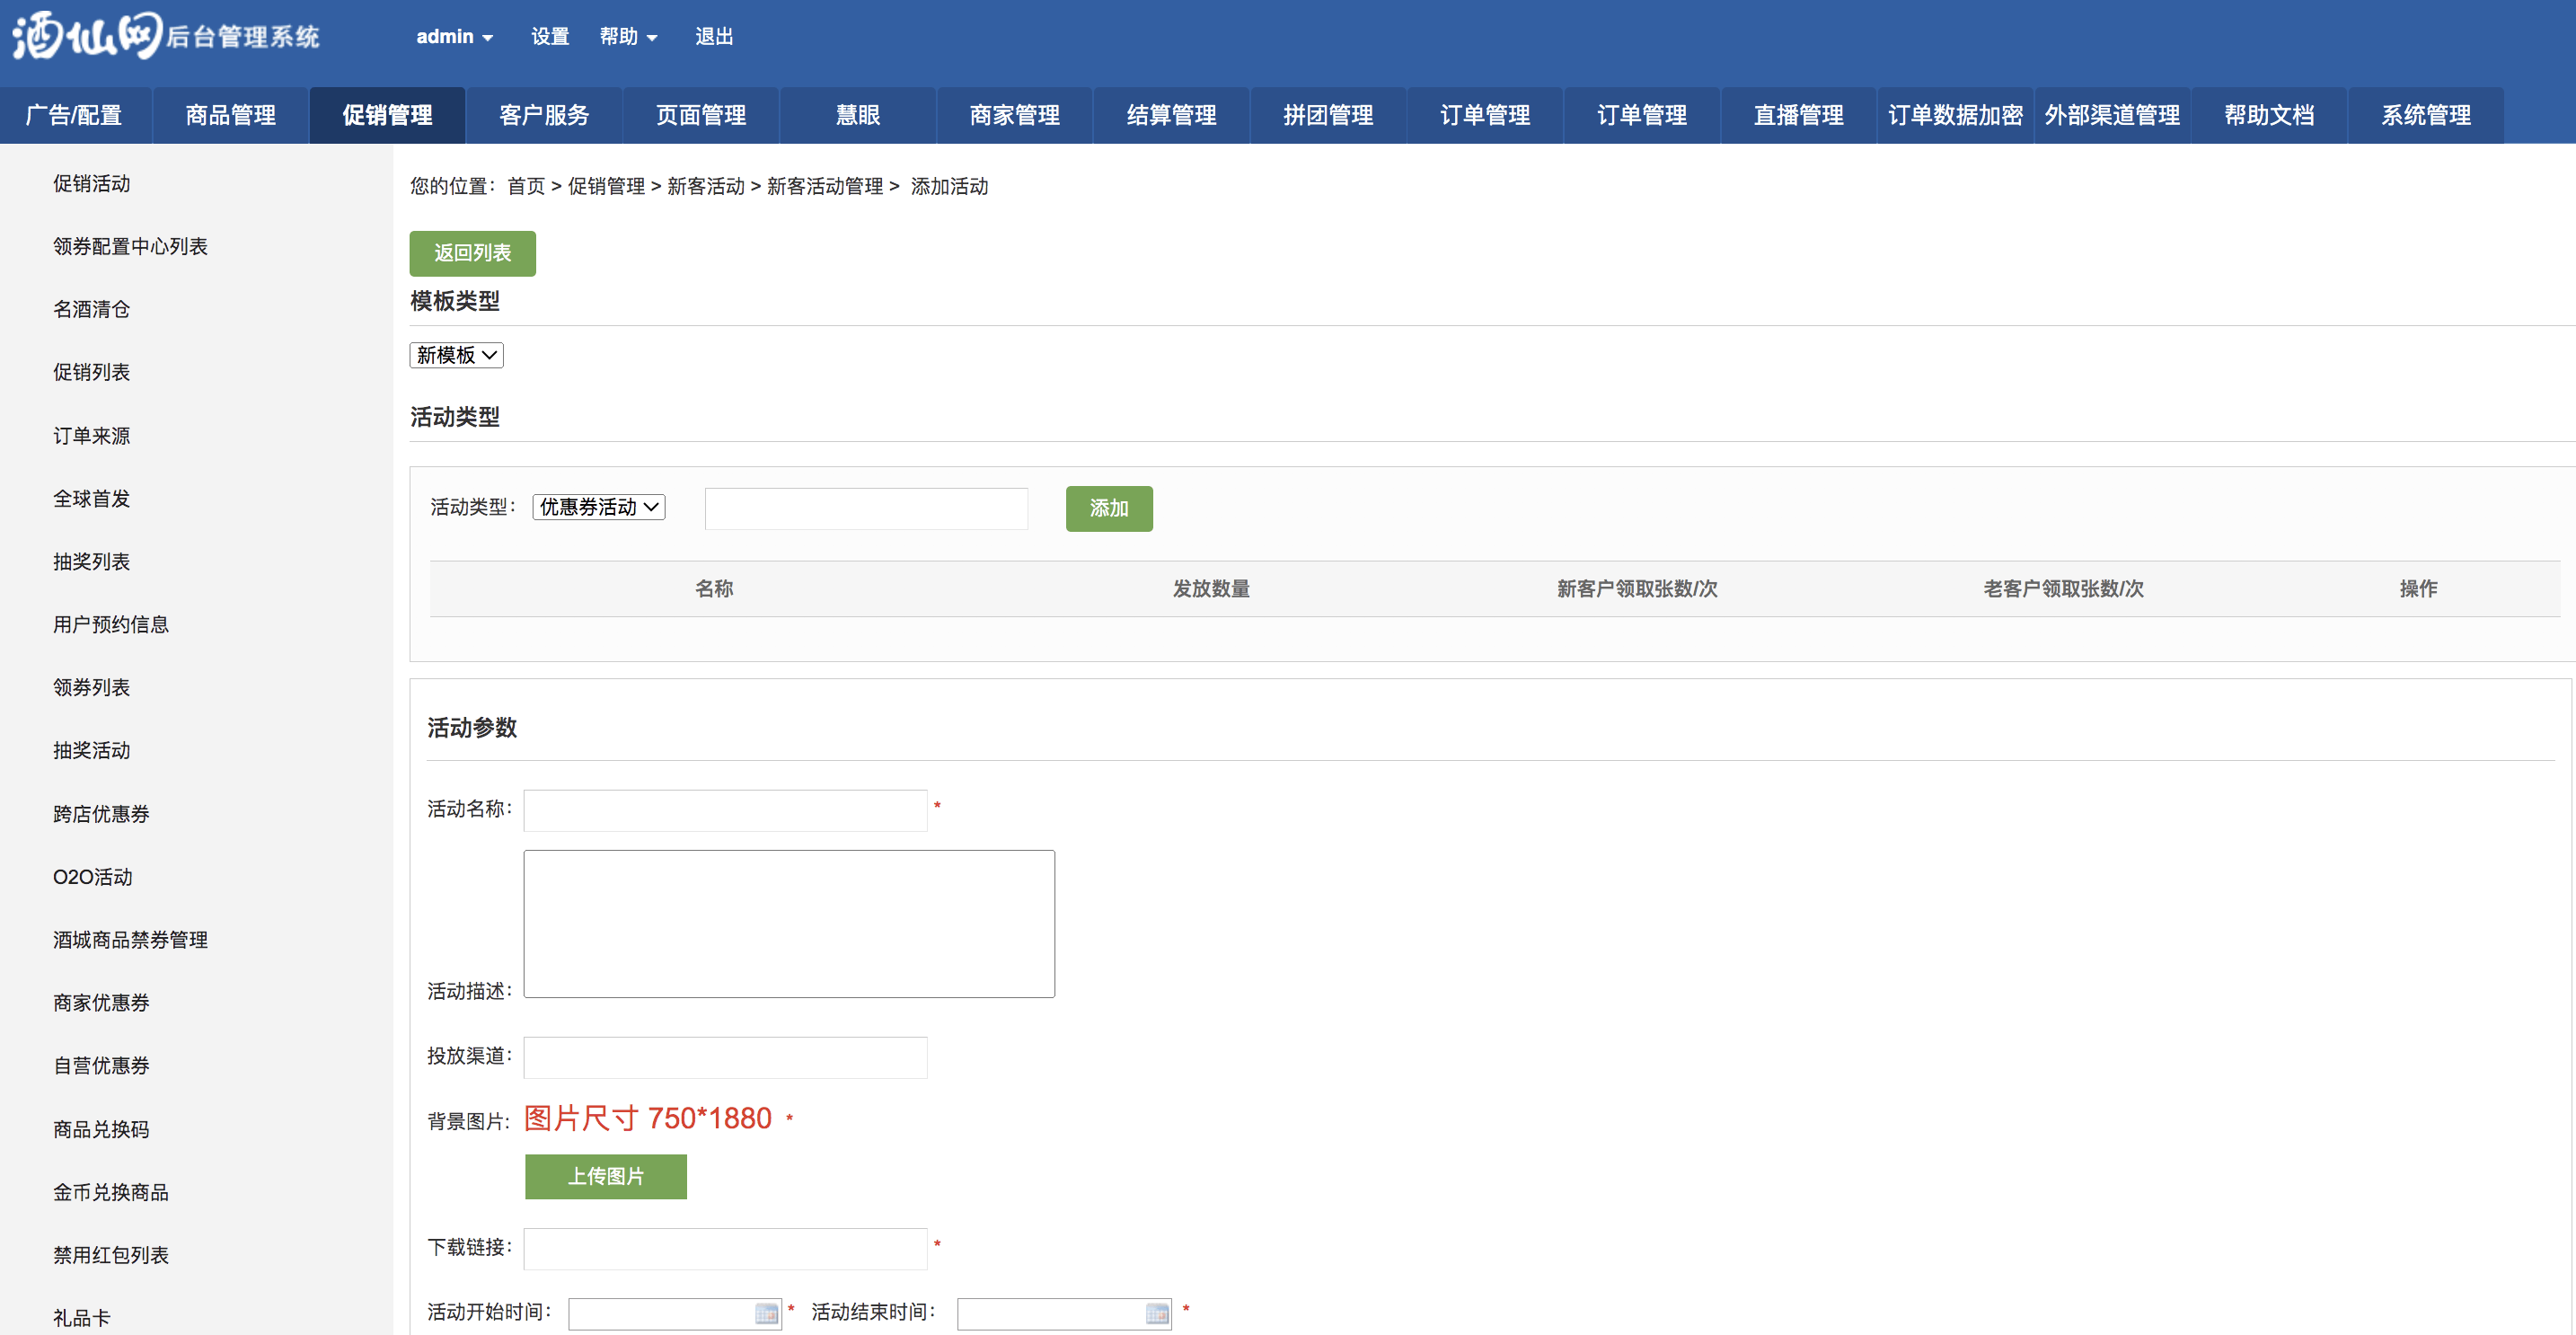 酒仙网后台管理系统 admin 设置 帮助 退出
广告/配置 商品管理 促销管理 客户服务 页面管理 慧眼 商家管理 结算管理 拼团管理 订单管理 订单管理 直播管理 订单数据加密 外部渠道管理 帮助文档 系统管理
促销活动
领券配置中心列表
名酒清仓
促销列表
订单来源
全球首发
抽奖列表
用户预约信息
领券列表
抽奖活动
跨店优惠券
O2O活动
酒城商品禁券管理
商家优惠券
自营优惠券
商品兑换码
金币兑换商品
禁用红包列表
礼品卡
您的位置：首页 > 促销管理 > 新客活动 > 新客活动管理 > 添加活动
返回列表
模板类型
新模板
活动类型
活动类型： 优惠券活动 添加
名称 发放数量 新客户领取张数/次 老客户领取张数/次 操作
活动参数
活动名称： *
活动描述：
投放渠道：
背景图片: 图片尺寸 750*1880 *
上传图片
下载链接： *
活动开始时间： * 活动结束时间： *